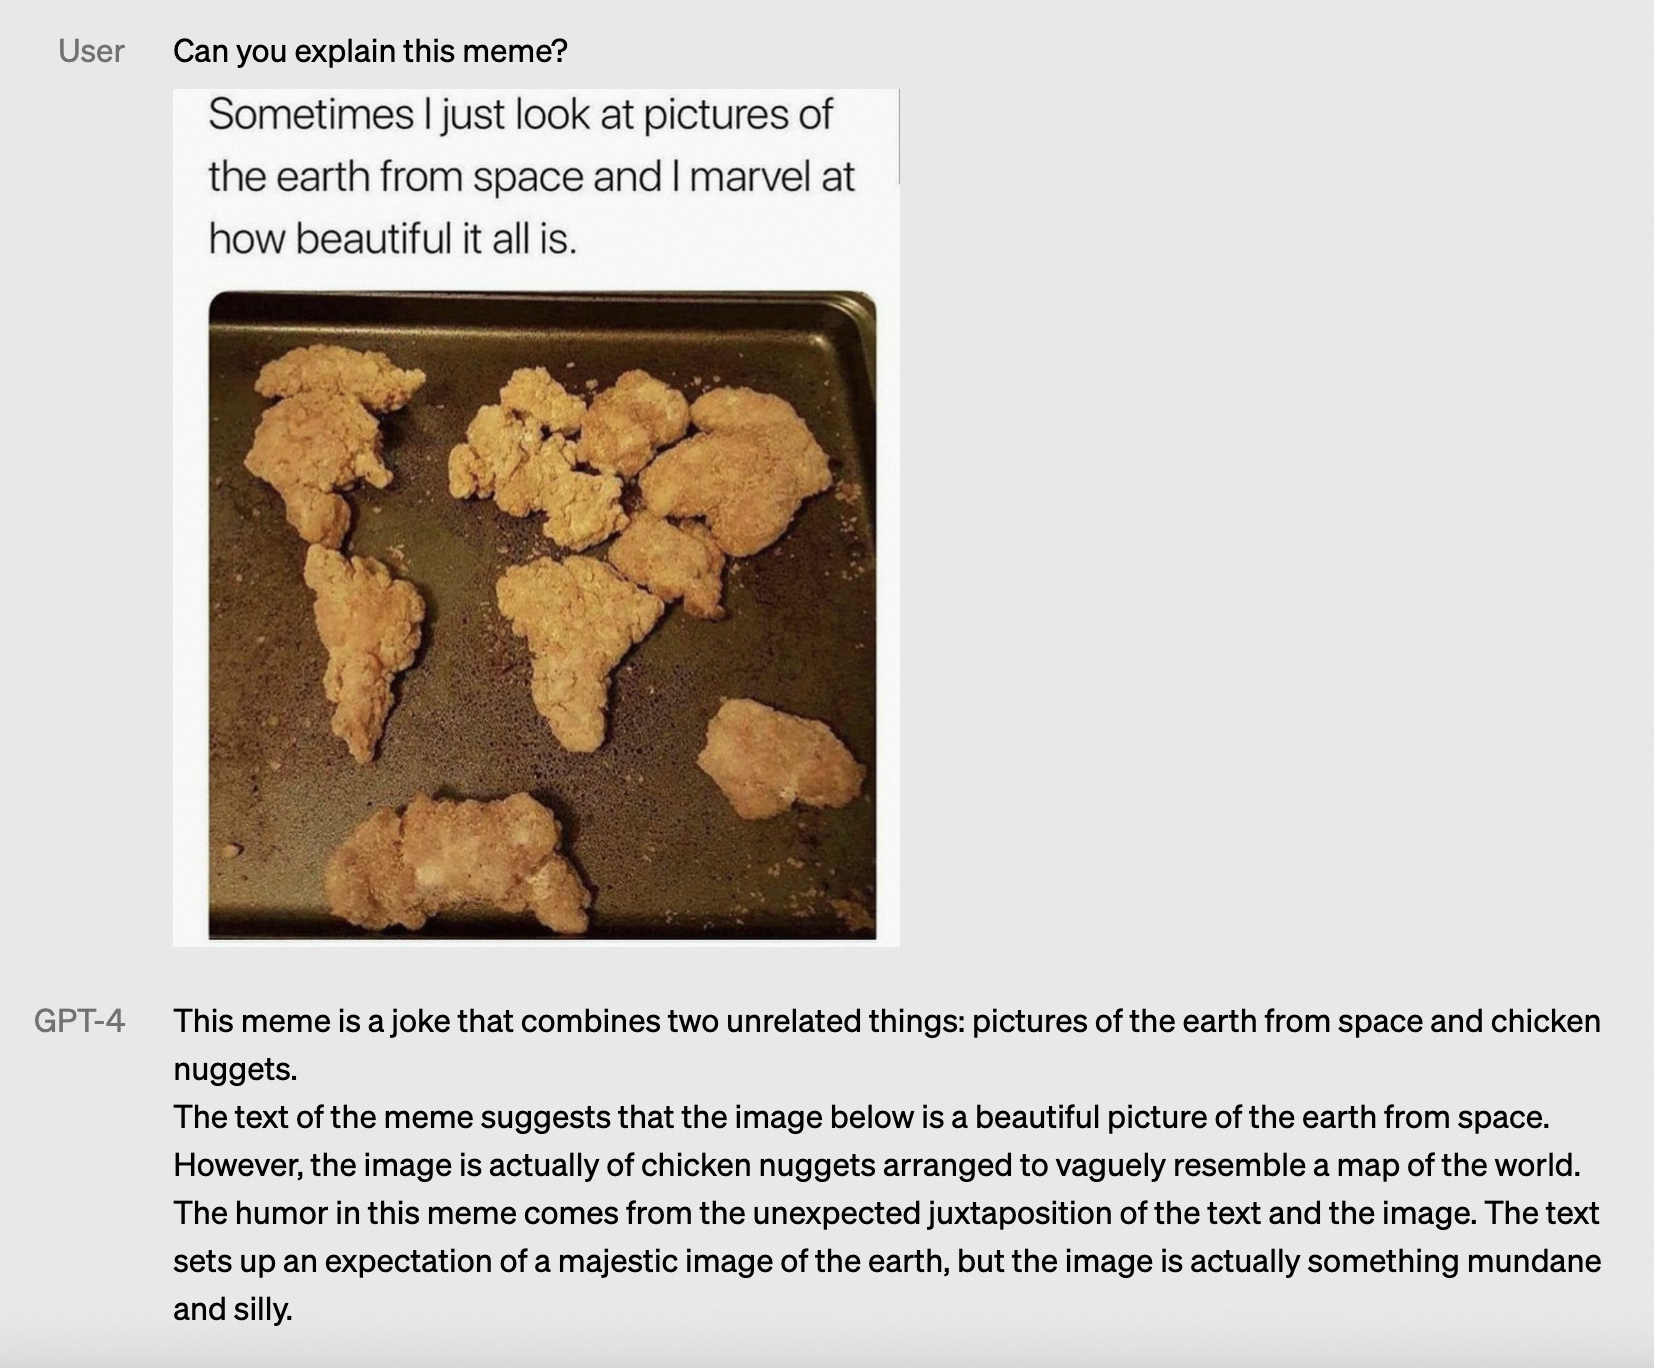 User
Can you explain this meme?
Sometimes I just look at pictures of
the earth from space and I marvel at
how beautiful it all is.
GPT-4
This meme is a joke that combines two unrelated things: pictures of the earth from space and chicken
nuggets.
The text of the meme suggests that the image below is a beautiful picture of the earth from space.
However, the image is actually of chicken nuggets arranged to vaguely resemble a map of the world.
The humor in this meme comes from the unexpected juxtaposition of the text and the image. The text
sets up an expectation of a majestic image of the earth, but the image is actually something mundane
and silly.